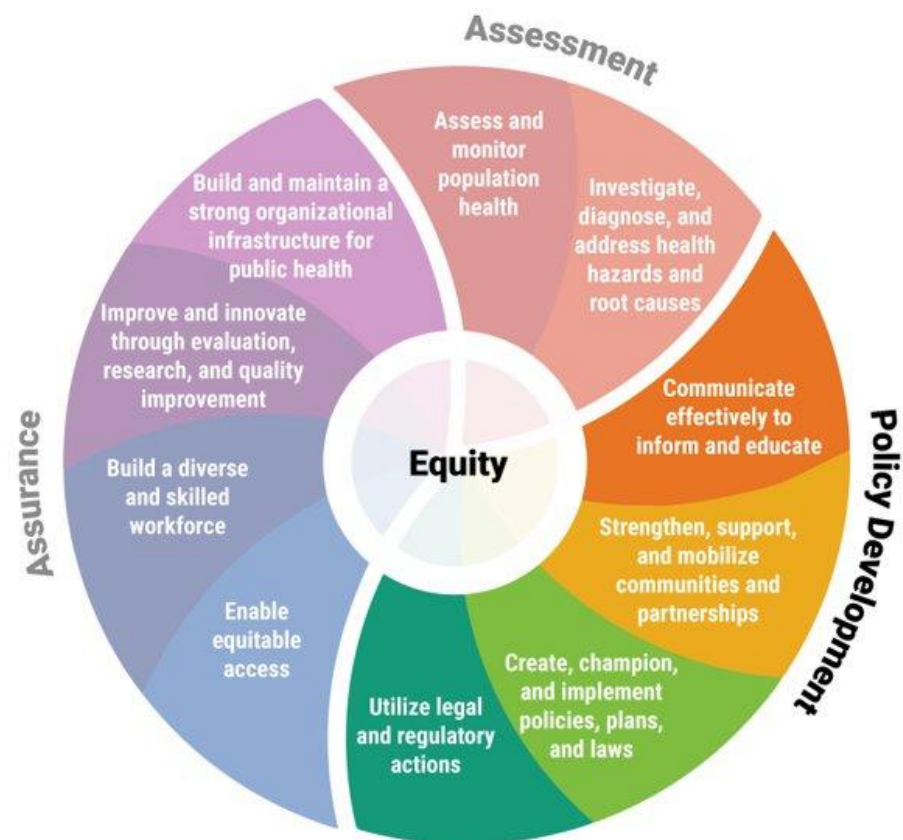 Assessment
Assess and
monitor
population
health
Investigate,
diagnose, and
address health
hazards and
root causes
Policy Development
Communicate
effectively to
inform and educate
Strengthen, support,
and mobilize
communities and
partnerships
Create, champion,
and implement
policies, plans,
and laws
Utilize legal
and regulatory
actions
Assurance
Enable
equitable
access
Build a diverse
and skilled
workforce
Improve and innovate
through evaluation,
research, and quality
improvement
Build and maintain a
strong organizational
infrastructure for
public health
Equity